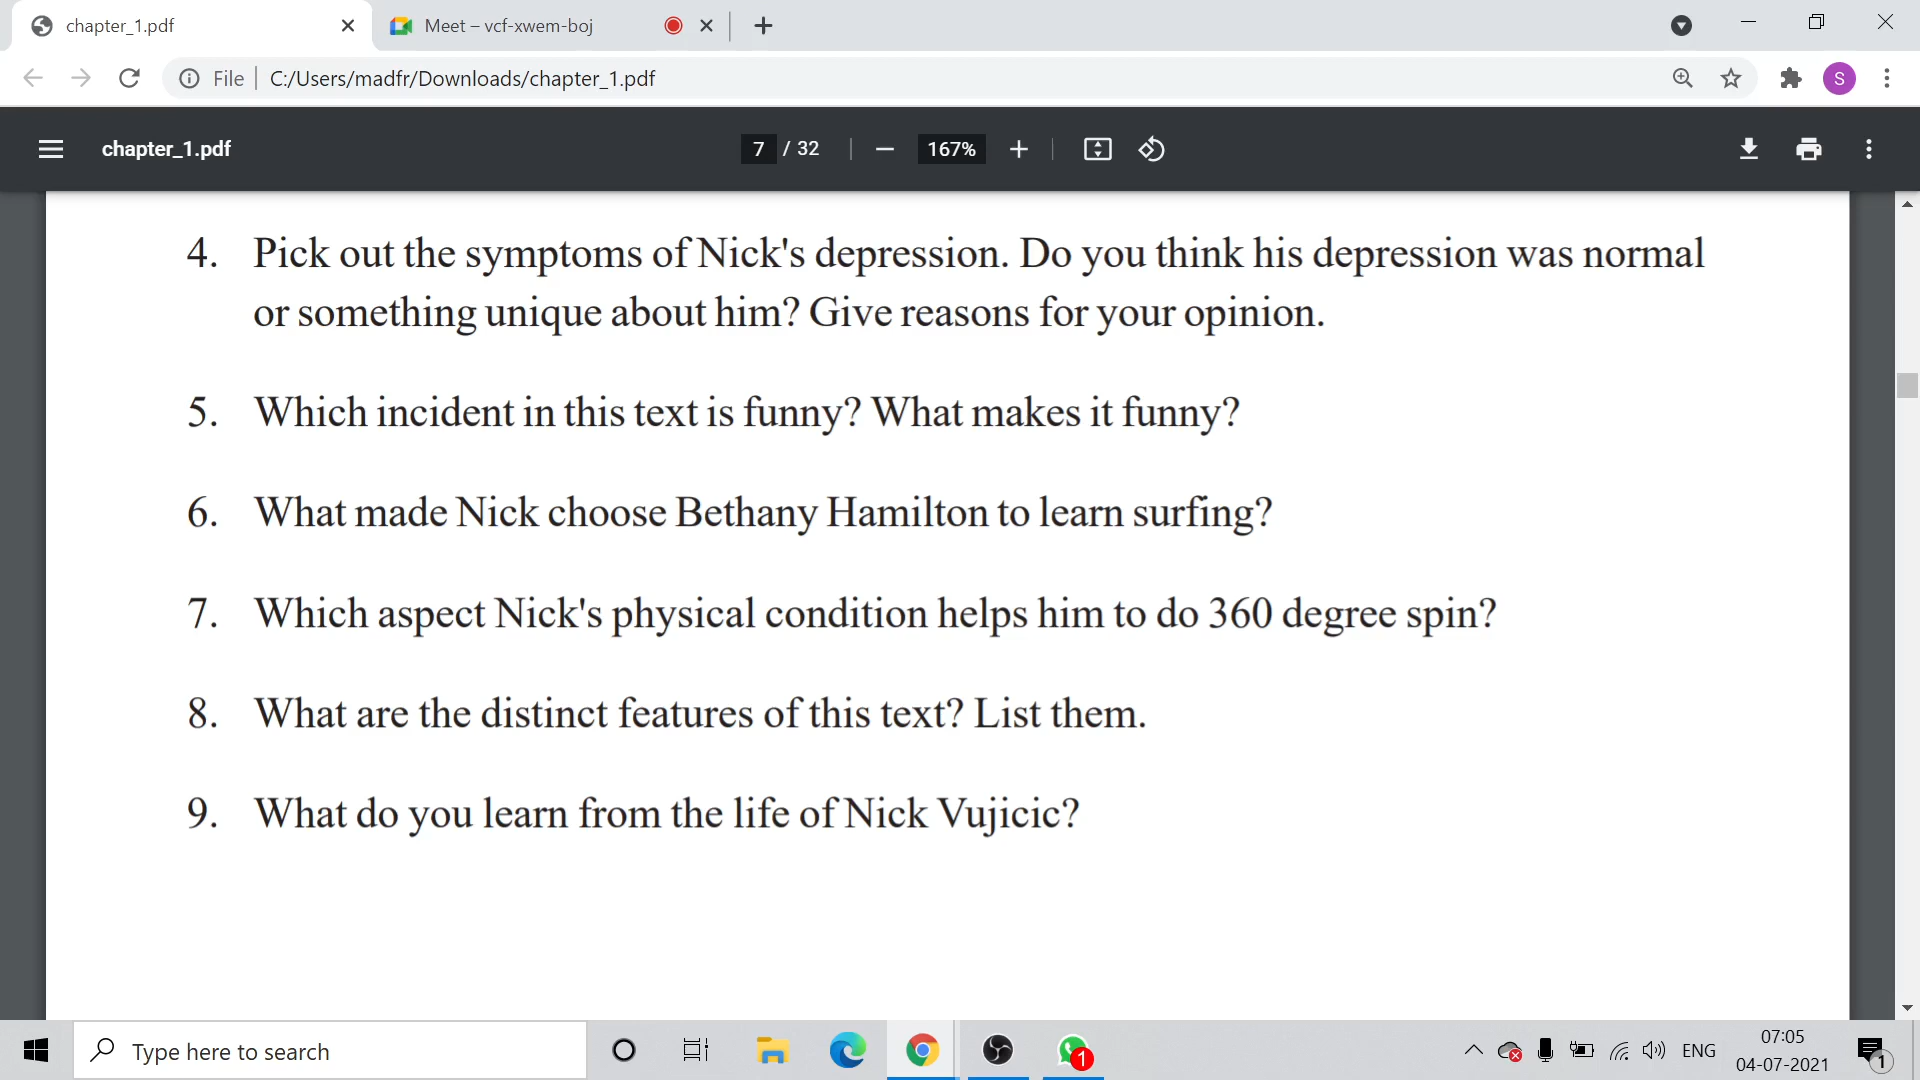 chapter_1.pdf
Meet – vcf-xwem-boj
File
C:/Users/madfr/Downloads/chapter_1.pdf
S
chapter_1.pdf
7 / 32
167%
4. Pick out the symptoms of Nick's depression. Do you think his depression was normal
or something unique about him? Give reasons for your opinion.
5. Which incident in this text is funny? What makes it funny?
6. What made Nick choose Bethany Hamilton to learn surfing?
7. Which aspect Nick's physical condition helps him to do 360 degree spin?
8. What are the distinct features of this text? List them.
9. What do you learn from the life of Nick Vujicic?
Type here to search
1
ENG
07:05
04-07-2021
1